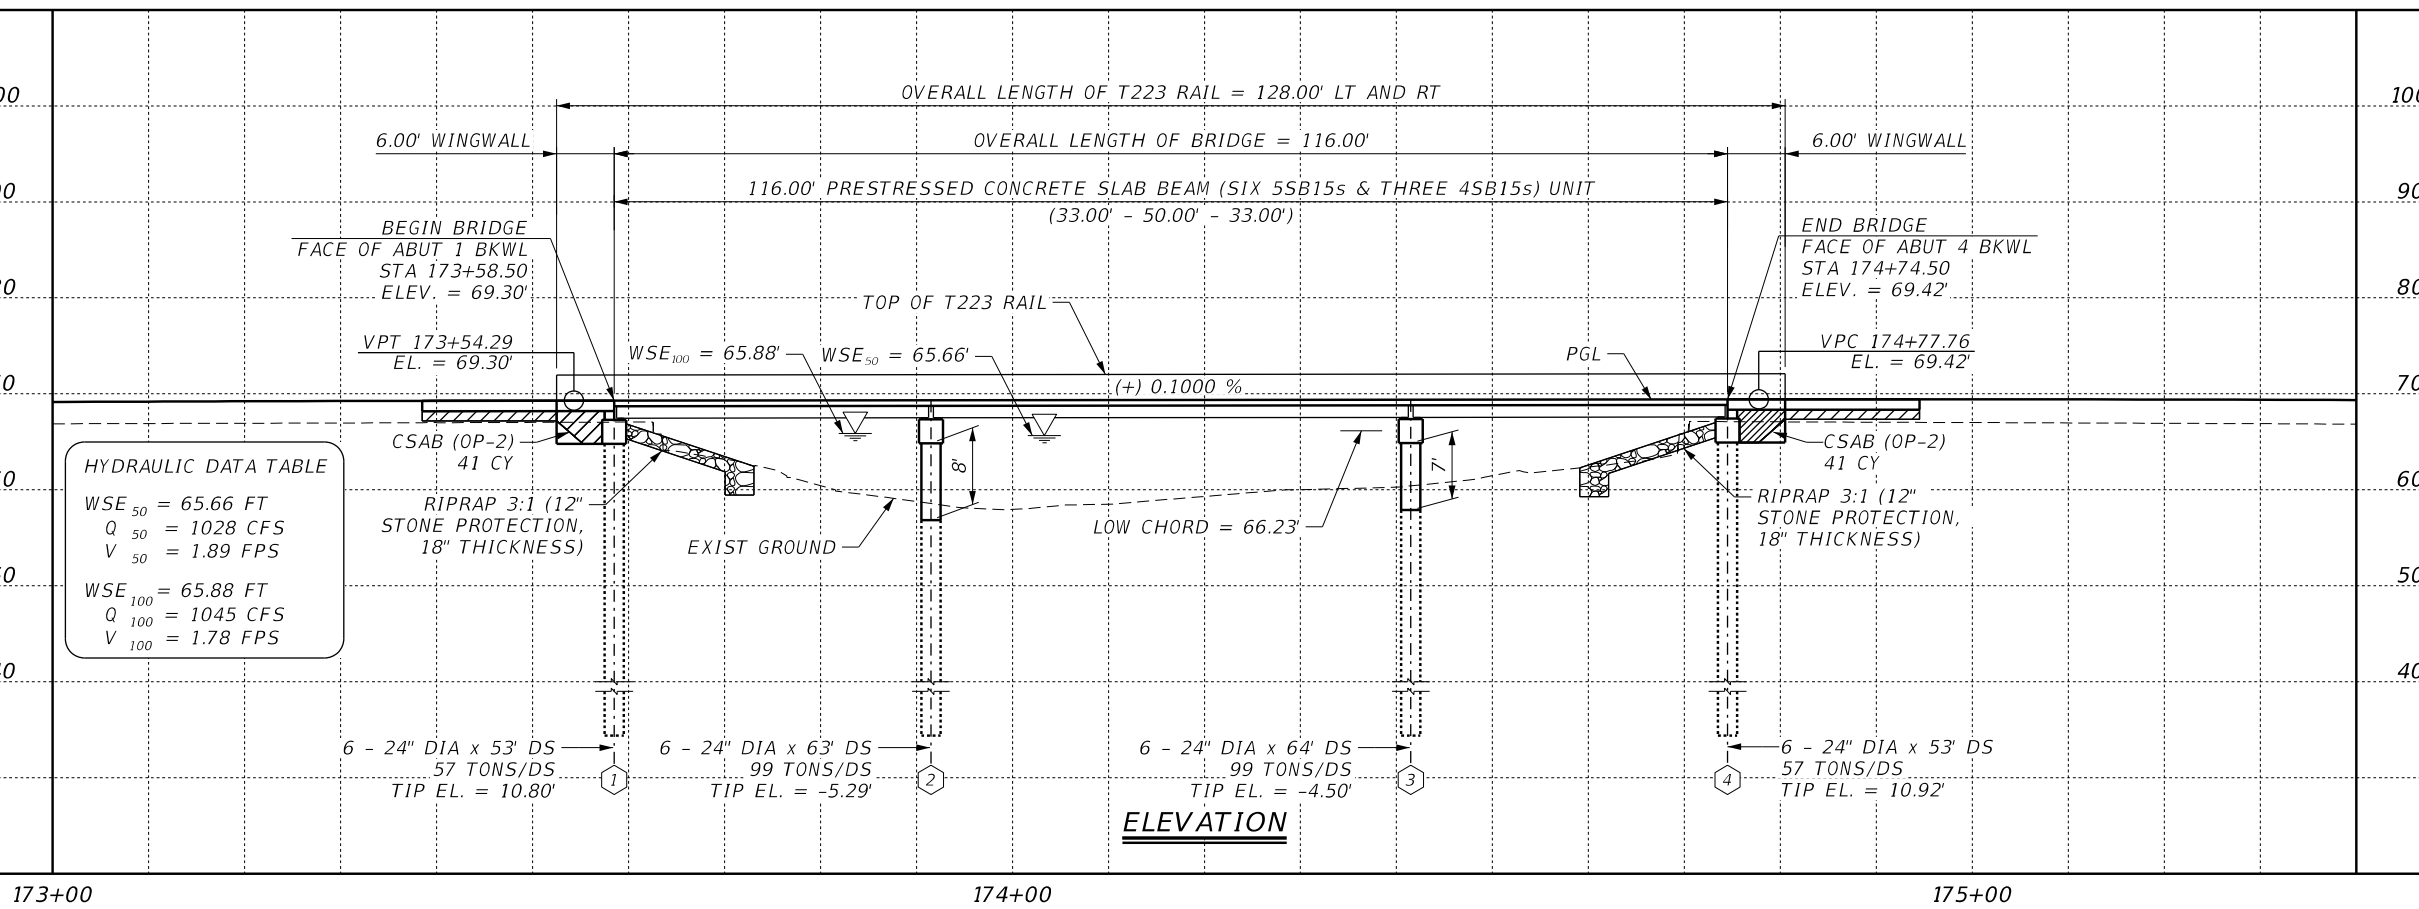 OVERALL LENGTH OF T223 RAIL = 128.00' LT AND RT
6.00' WINGWALL
OVERALL LENGTH OF BRIDGE = 116.00'
6.00' WINGWALL
116.00' PRESTRESSED CONCRETE SLAB BEAM (SIX 5SB15s & THREE 4SB15s) UNIT
(33.00' - 50.00' - 33.00')
BEGIN BRIDGE
FACE OF ABUT 1 BKWL
STA 173+58.50
ELEV. = 69.30'
END BRIDGE
FACE OF ABUT 4 BKWL
STA 174+74.50
ELEV. = 69.42'
TOP OF T223 RAIL
VPT 173+54.29
EL. = 69.30'
WSE100 = 65.88'
WSE50 = 65.66'
PGL
VPC 174+77.76
EL. = 69.42'
(+) 0.1000 %
CSAB (OP-2)
41 CY
CSAB (OP-2)
41 CY
HYDRAULIC DATA TABLE
WSE50 = 65.66 FT
Q50 = 1028 CFS
V50 = 1.89 FPS
WSE100 = 65.88 FT
Q100 = 1045 CFS
V100 = 1.78 FPS
RIPRAP 3:1 (12"
STONE PROTECTION,
18" THICKNESS)
EXIST GROUND
8'
LOW CHORD = 66.23'
7'
RIPRAP 3:1 (12"
STONE PROTECTION,
18" THICKNESS)
6 - 24" DIA x 53' DS
57 TONS/DS
TIP EL. = 10.80'
1
6 - 24" DIA x 63' DS
99 TONS/DS
TIP EL. = -5.29'
2
6 - 24" DIA x 64' DS
99 TONS/DS
TIP EL. = -4.50'
3
6 - 24" DIA x 53' DS
57 TONS/DS
TIP EL. = 10.92'
4
ELEVATION
100
90
80
70
60
50
40
173+00
174+00
175+00